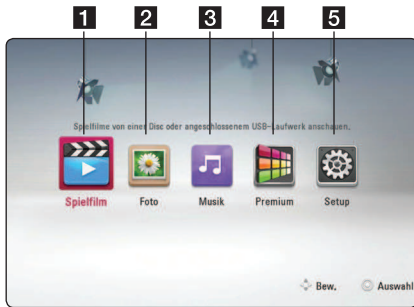 1 2 3 4 5
Spielfilme von einer Disc oder angeschlossenem USB-Laufwerk anschauen.
Spielfilm Foto Musik Premium Setup
Bew. Auswahl